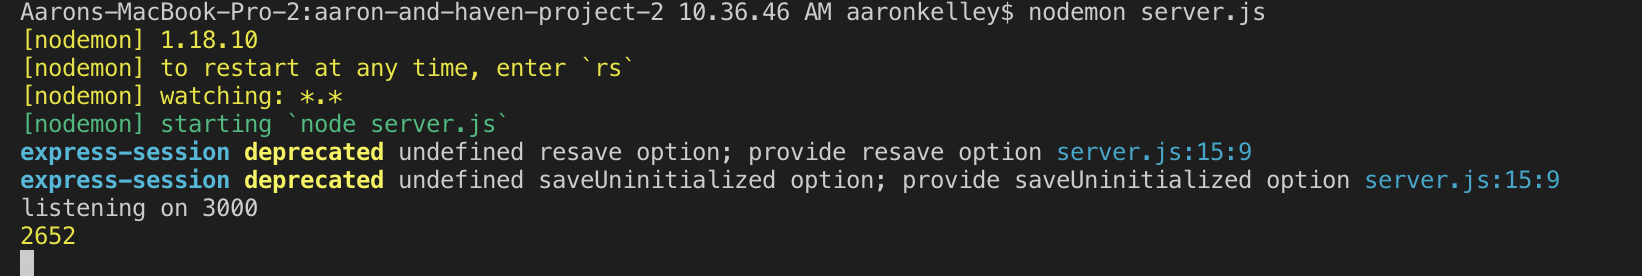 Aarons-MacBook-Pro-2:aaron-and-haven-project-2 10.36.46 AM aaronkelley$ nodemon server.js
[nodemon] 1.18.10
[nodemon] to restart at any time, enter `rs`
[nodemon] watching: *.*
[nodemon] starting `node server.js`
express-session deprecated undefined resave option; provide resave option server.js:15:9
express-session deprecated undefined saveUninitialized option; provide saveUninitialized option server.js:15:9
listening on 3000
2652